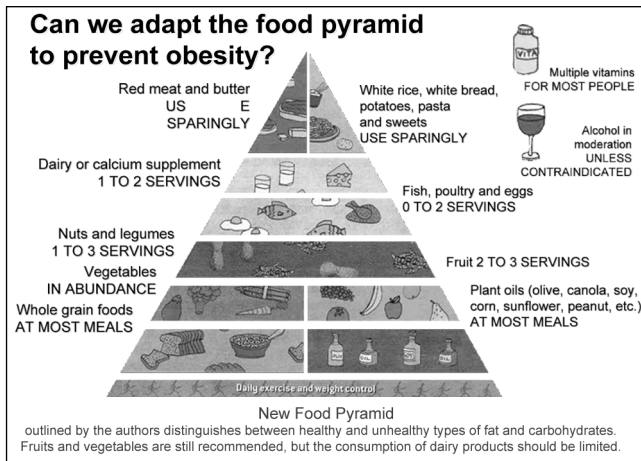 Can we adapt the food pyramid
to prevent obesity?
Red meat and butter
US E
SPARINGLY
White rice, white bread,
potatoes, pasta
and sweets
USE SPARINGLY
VITA
Multiple vitamins
FOR MOST PEOPLE
Alcohol in
moderation
UNLESS
CONTRAINDICATED
Dairy or calcium supplement
1 TO 2 SERVINGS
Fish, poultry and eggs
0 TO 2 SERVINGS
Nuts and legumes
1 TO 3 SERVINGS
Vegetables
IN ABUNDANCE
Fruit 2 TO 3 SERVINGS
Whole grain foods
AT MOST MEALS
Plant oils (olive, canola, soy,
corn, sunflower, peanut, etc.)
AT MOST MEALS
OIL
OIL
Daily exercise and weight control
New Food Pyramid
outlined by the authors distinguishes between healthy and unhealthy types of fat and carbohydrates.
Fruits and vegetables are still recommended, but the consumption of dairy products should be limited.